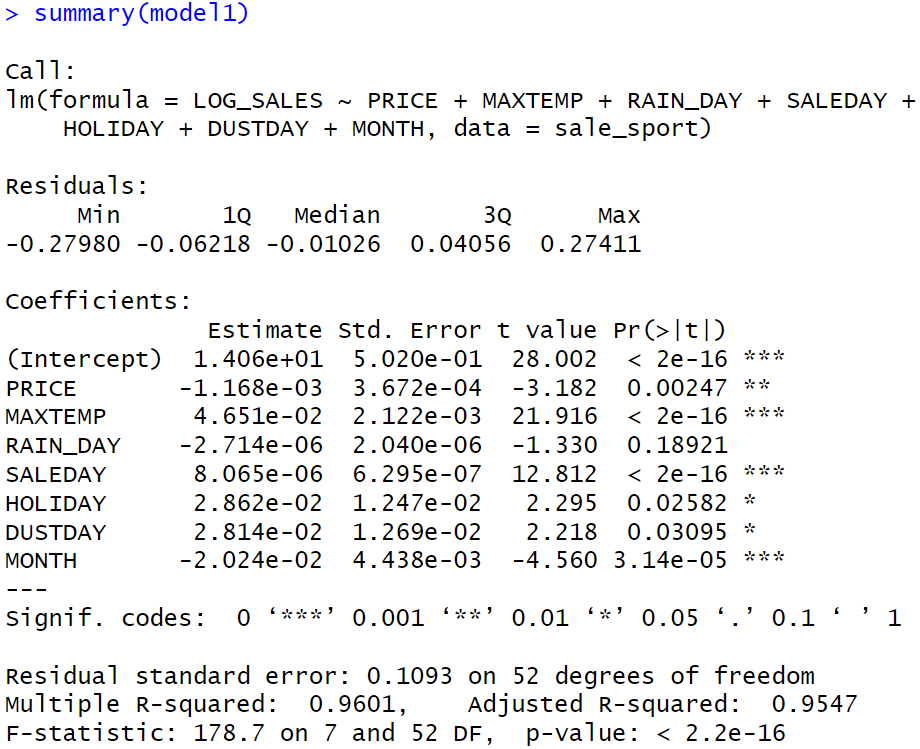 > summary(model1)
Call:
lm(formula = LOG_SALES ~ PRICE + MAXTEMP + RAIN_DAY + SALEDAY +
HOLIDAY + DUSTDAY + MONTH, data = sale_sport)
Residuals:
Min 1Q Median 3Q Max
-0.27980 -0.06218 -0.01026 0.04056 0.27411
Coefficients:
Estimate Std. Error t value Pr(>|t|)
(Intercept) 1.406e+01 5.020e-01 28.002 < 2e-16 ***
PRICE -1.168e-03 3.672e-04 -3.182 0.00247 **
MAXTEMP 4.651e-02 2.122e-03 21.916 < 2e-16 ***
RAIN_DAY -2.714e-06 2.040e-06 -1.330 0.18921
SALEDAY 8.065e-06 6.295e-07 12.812 < 2e-16 ***
HOLIDAY 2.862e-02 1.247e-02 2.295 0.02582 *
DUSTDAY 2.814e-02 1.269e-02 2.218 0.03095 *
MONTH -2.024e-02 4.438e-03 -4.560 3.14e-05 ***
---
Signif. codes: 0 ‘***’ 0.001 ‘**’ 0.01 ‘*’ 0.05 ‘.’ 0.1 ‘ ’ 1
Residual standard error: 0.1093 on 52 degrees of freedom
Multiple R-squared: 0.9601, Adjusted R-squared: 0.9547
F-statistic: 178.7 on 7 and 52 DF, p-value: < 2.2e-16